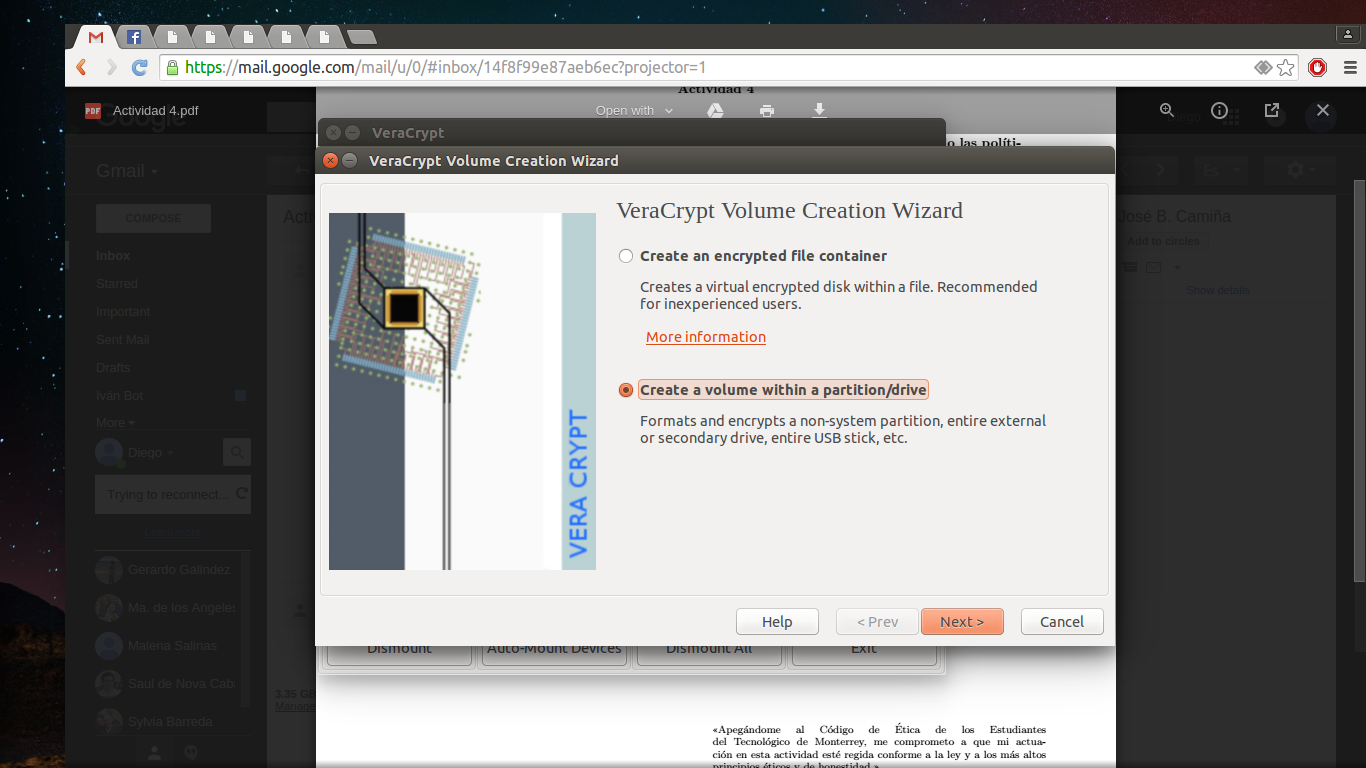 https://mail.google.com/mail/u/0/#inbox/14f8f99e87aeb6ec?projector=1
Actividad 4
PDF
Actividad 4.pdf
Open with
Google
VeraCrypt
o las políti-
VeraCrypt Volume Creation Wizard
Gmail
COMPOSE
Inbox
Starred
Important
Sent Mail
Drafts
Iván Bot
More
Diego
Trying to reconnect...
Gerardo Galindez
Ma. de los Angeles
Malena Salinas
Saul de Nova Cab
Sylvia Barreda
3.35 GB
Manage
José B. Camiña
Add to circles
Show details
VERA CRYPT
VeraCrypt Volume Creation Wizard
Create an encrypted file container
Creates a virtual encrypted disk within a file. Recommended
for inexperienced users.
More information
Create a volume within a partition/drive
Formats and encrypts a non-system partition, entire external
or secondary drive, entire USB stick, etc.
Help
< Prev
Next >
Cancel
Dismount
Auto-Mount Devices
Dismount All
Exit
«Apegándome al Código de Ética de los Estudiantes
del Tecnológico de Monterrey, me comprometo a que mi actua-
ción en esta actividad esté regida conforme a la ley y a los más altos
principios éticos y de honestidad.»